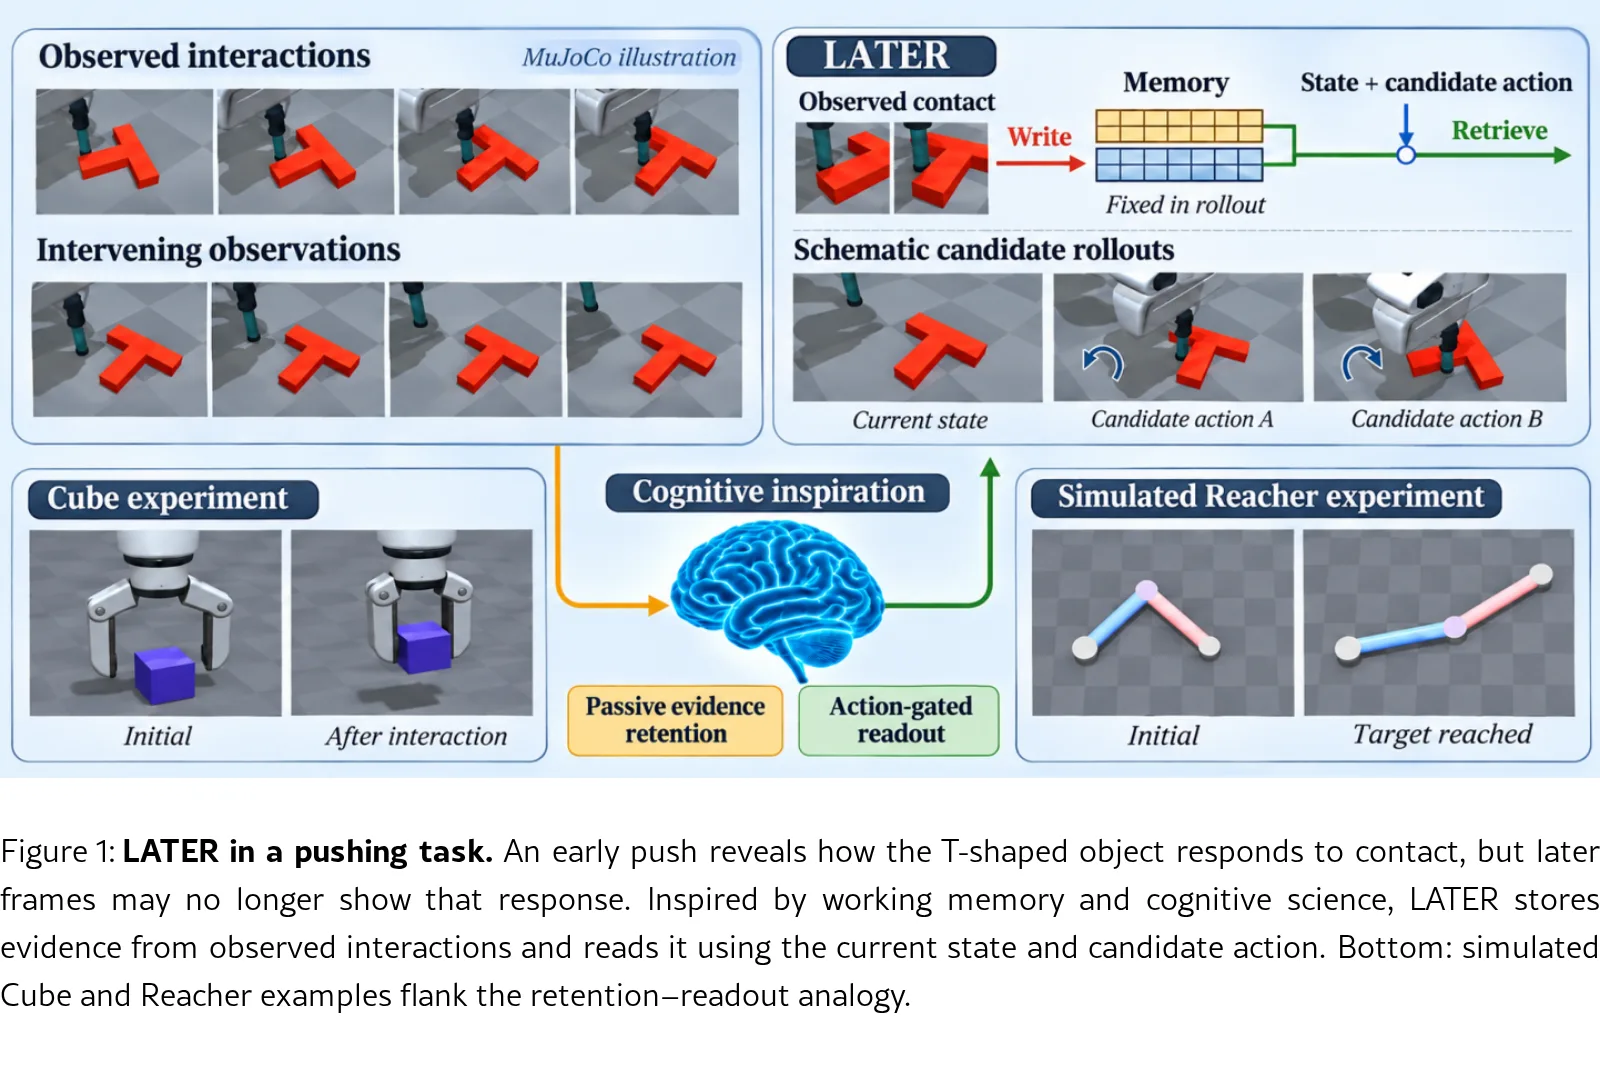 Observed interactions
MuJoCo illustration
Intervening observations
LATER
Observed contact
Write
Memory
Fixed in rollout
State + candidate action
Retrieve
Schematic candidate rollouts
Current state
Candidate action A
Candidate action B
Cube experiment
Initial
After interaction
Cognitive inspiration
Passive evidence
retention
Action-gated
readout
Simulated Reacher experiment
Initial
Target reached
Figure 1: LATER in a pushing task. An early push reveals how the T-shaped object responds to contact, but later
frames may no longer show that response. Inspired by working memory and cognitive science, LATER stores
evidence from observed interactions and reads it using the current state and candidate action. Bottom: simulated
Cube and Reacher examples flank the retention–readout analogy.